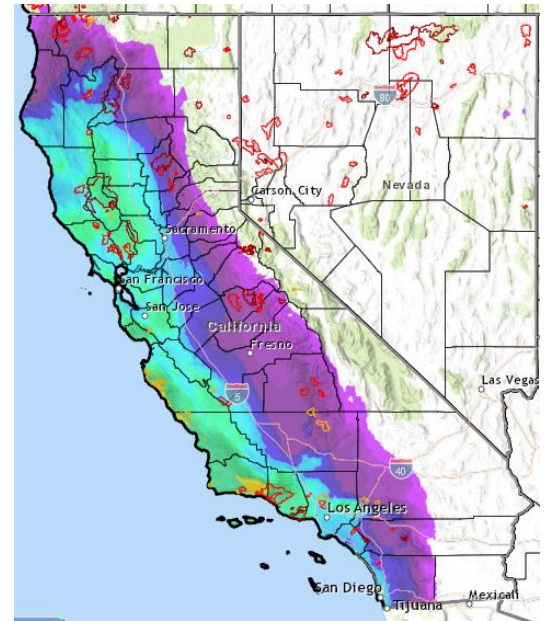 80
Carson City
Nevada
Sacramento
San Francisco
San Jose
California
Fresno
Las Vegas
5
40
Los Angeles
San Diego
Mexicali
Tijuana